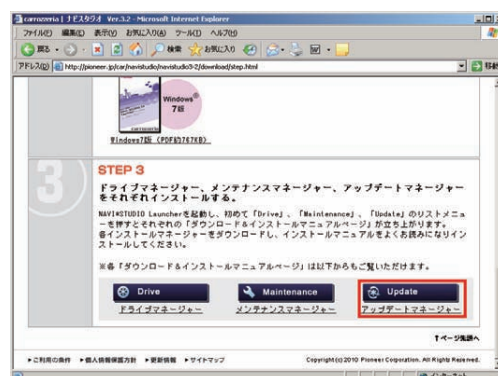 carrozzeria | ナビスタジオ Ver.3.2 - Microsoft Internet Explorer
ファイル(F) 編集(E) 表示(V) お気に入り(A) ツール(T) ヘルプ(H)
戻る 検索 お気に入り
アドレス(D) http://pioneer.jp/car/navistudio/navistudio3-2/download/step.html 移動
Windows®
7編
Windows7編 (PDF約767KB)
3
STEP 3
ドライブマネージャー、メンテナンスマネージャー、アップデートマネージャー
をそれぞれインストールする。
NAVI*STUDIO Launcherを起動し、初めて「Drive」、「Maintenance」、「Update」のリストメニュ
ーを押すとそれぞれの「ダウンロード＆インストールマニュアルページ」が立ち上がります。
各インストールマネージャーをダウンロードし、インストールマニュアルをよくお読みになりイン
ストールしてください。
※各「ダウンロード＆インストールマニュアルページ」は以下からもご覧いただけます。
Drive Maintenance Update
ドライブマネージャー メンテナンスマネージャー アップデートマネージャー
↑ページ先頭へ
ご利用の条件 個人情報保護方針 更新情報 サイトマップ Copyright(c)2010 Pioneer Corporation. All Rights Reserved.